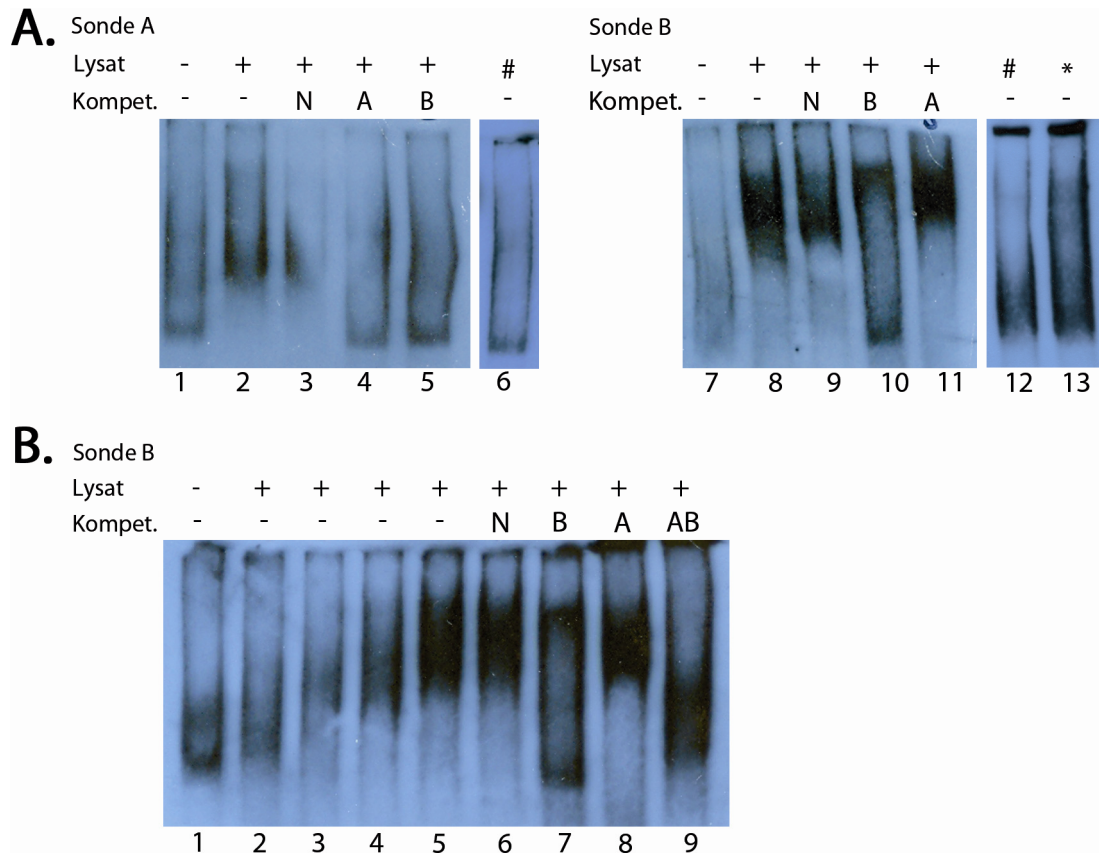 A.
Sonde A
Lysat - + + + + #
Kompet. - - N A B -
1 2 3 4 5 6
Sonde B
Lysat - + + + + # *
Kompet. - - N B A - -
7 8 9 10 11 12 13
B.
Sonde B
Lysat - + + + + + + + +
Kompet. - - - - - N B A AB
1 2 3 4 5 6 7 8 9